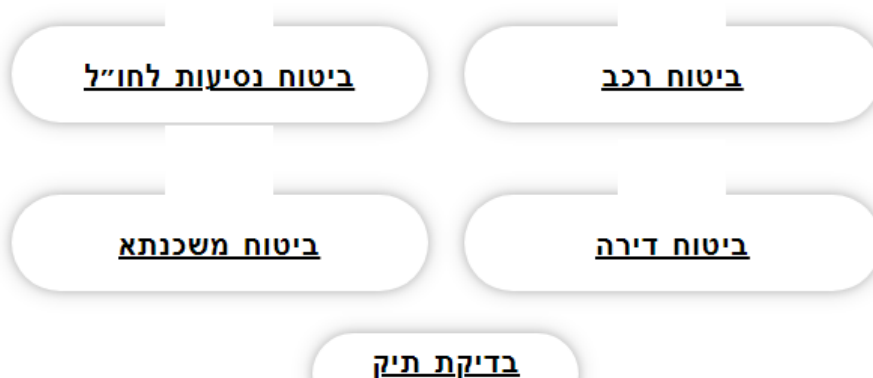 ביטוח רכב
ביטוח נסיעות לחו״ל
ביטוח דירה
ביטוח משכנתא
בדיקת תיק